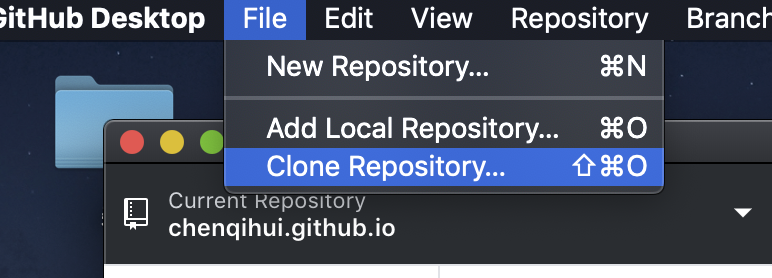 GitHub Desktop File Edit View Repository Branch
New Repository... ⌘N
Add Local Repository... ⌘O
Clone Repository... ⇧⌘O
Current Repository
chenqihui.github.io